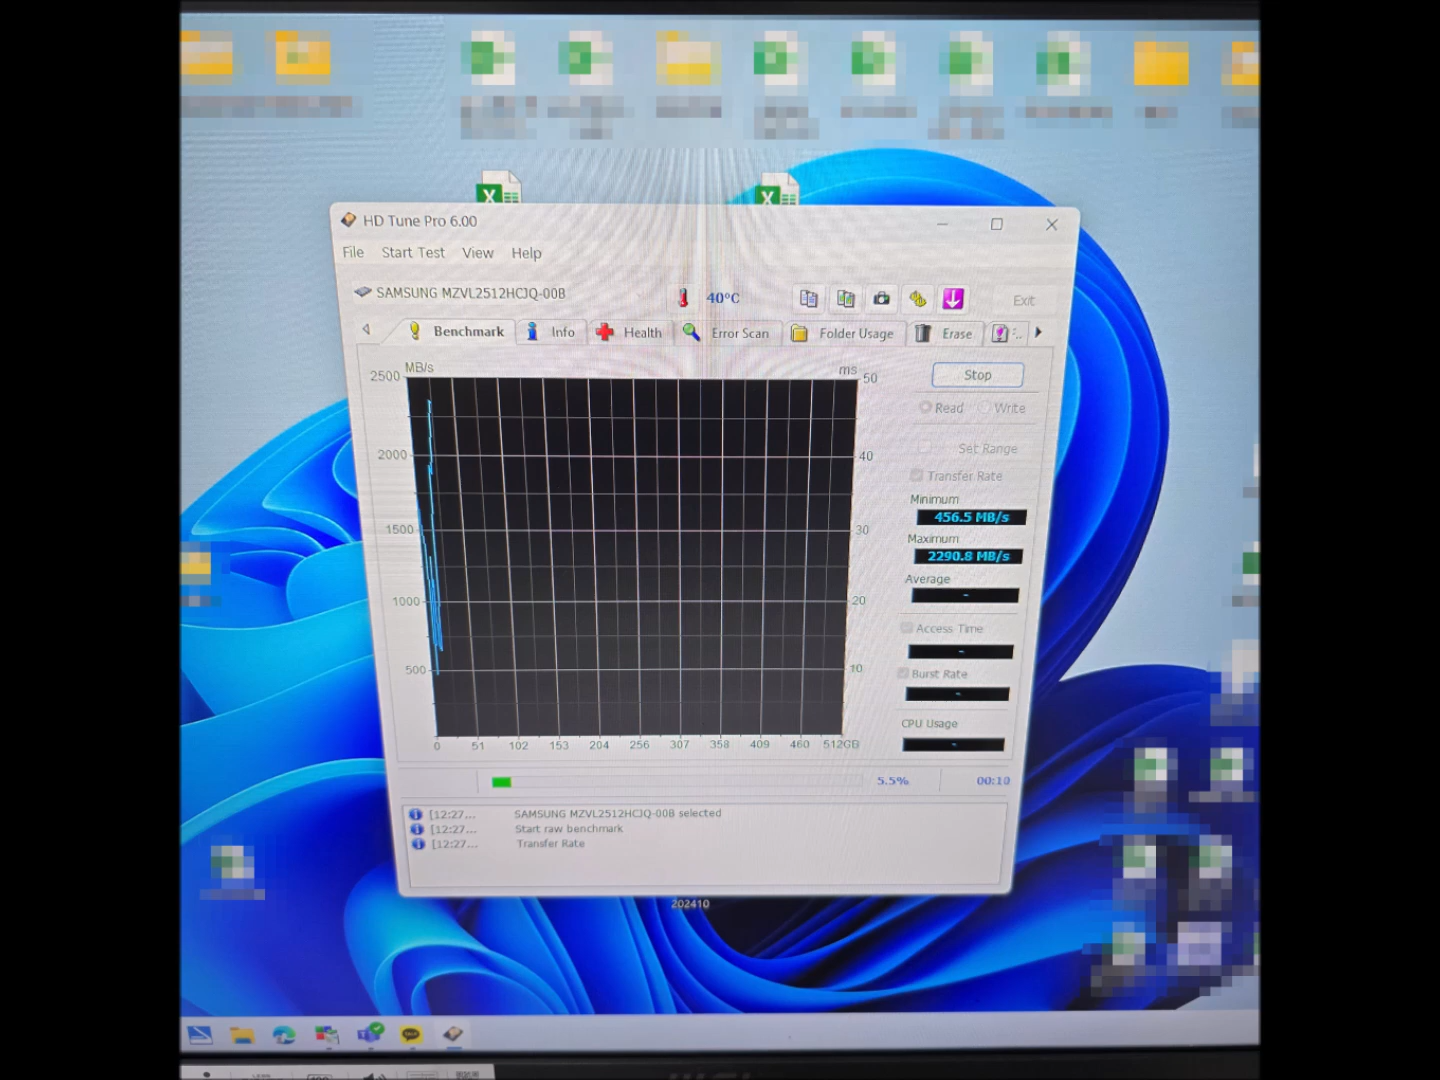 HD Tune Pro 6.00
File Start Test View Help
SAMSUNG MZVL2512HCJQ-00B 40°C Exit
Benchmark Info Health Error Scan Folder Usage Erase
MB/s ms
2500 50
2000 40
1500 30
1000 20
500 10
0 51 102 153 204 256 307 358 409 460 512GB
Stop
Read Write
Set Range
Transfer Rate
Minimum
456.5 MB/s
Maximum
2290.8 MB/s
Average
-
Access Time
-
Burst Rate
-
CPU Usage
-
5.5% 00:10
[12:27... SAMSUNG MZVL2512HCJQ-00B selected
[12:27... Start raw benchmark
[12:27... Transfer Rate
202410